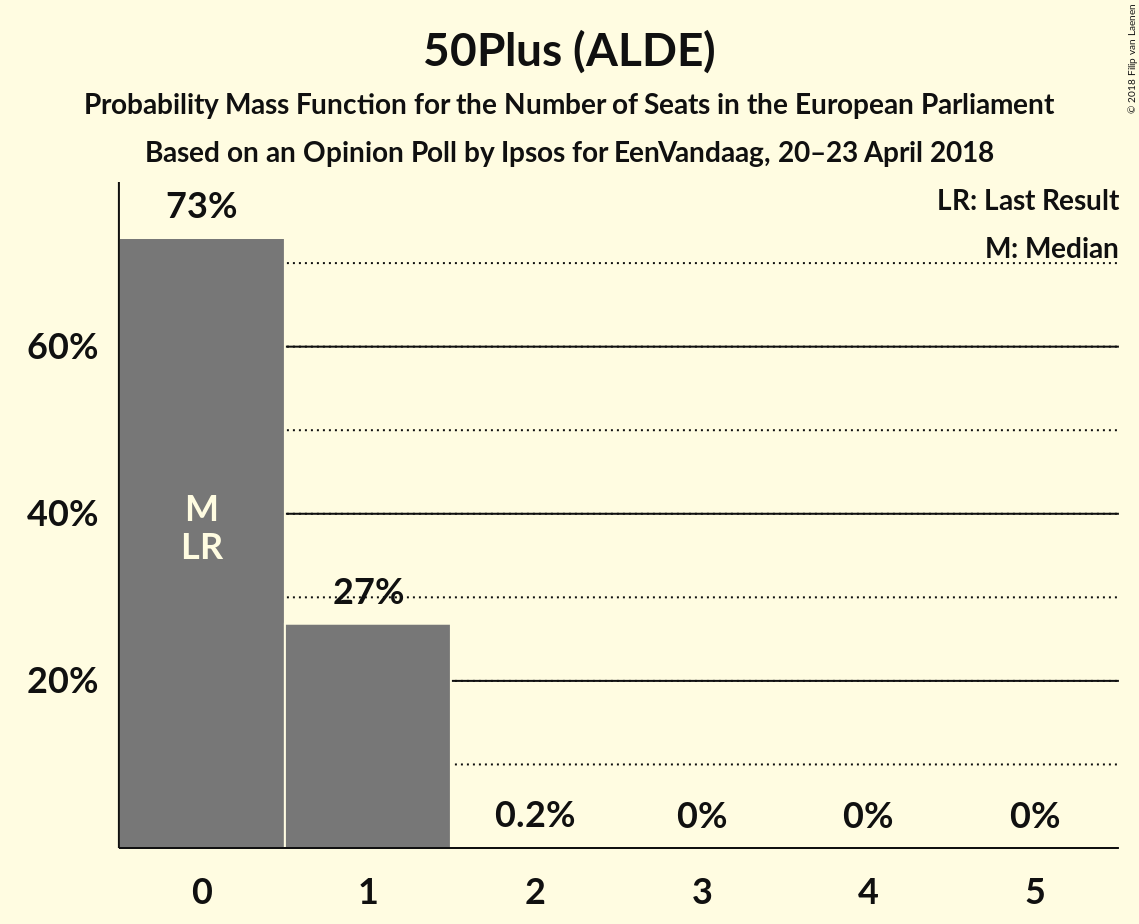 50Plus (ALDE)
Probability Mass Function for the Number of Seats in the European Parliament
Based on an Opinion Poll by Ipsos for EenVandaag, 20–23 April 2018
© 2018 Filip van Laenen
LR: Last Result
M: Median
73%
60%
40%
20%
M
LR
27%
0.2%
0%
0%
0%
0 1 2 3 4 5